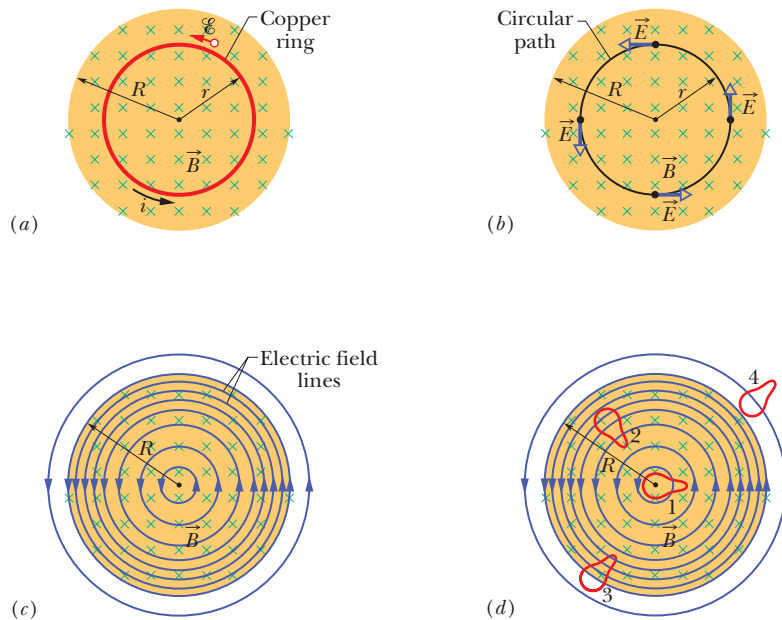 ℰ
Copper
ring
R
r
B
i
(a)
Circular
path
E
R
r
E
E
B
E
(b)
Electric field
lines
R
B
(c)
4
2
R
1
B
3
(d)